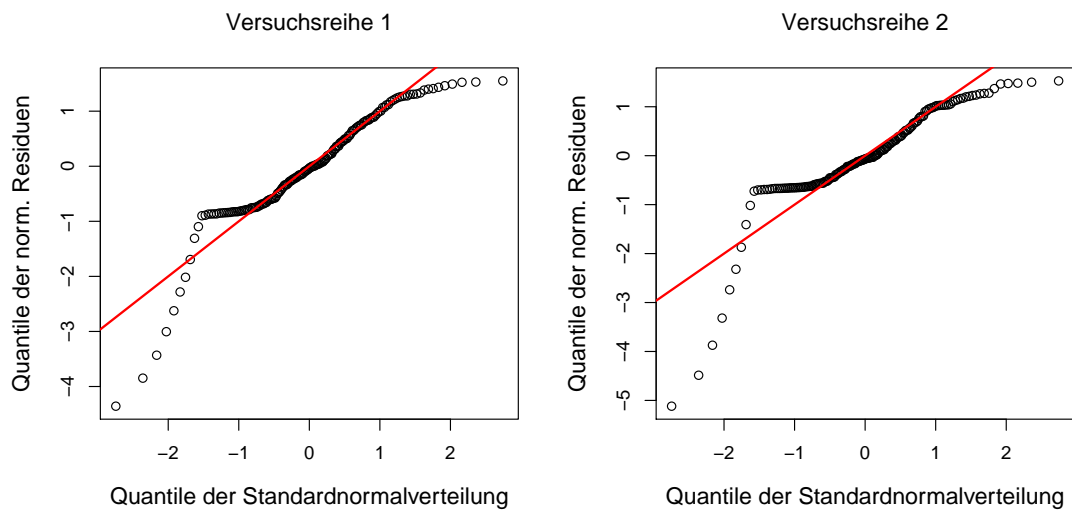 Versuchsreihe 1
Quantile der norm. Residuen
1
0
−1
−2
−3
−4
−2 −1 0 1 2
Quantile der Standardnormalverteilung
Versuchsreihe 2
Quantile der norm. Residuen
1
0
−1
−2
−3
−4
−5
−2 −1 0 1 2
Quantile der Standardnormalverteilung